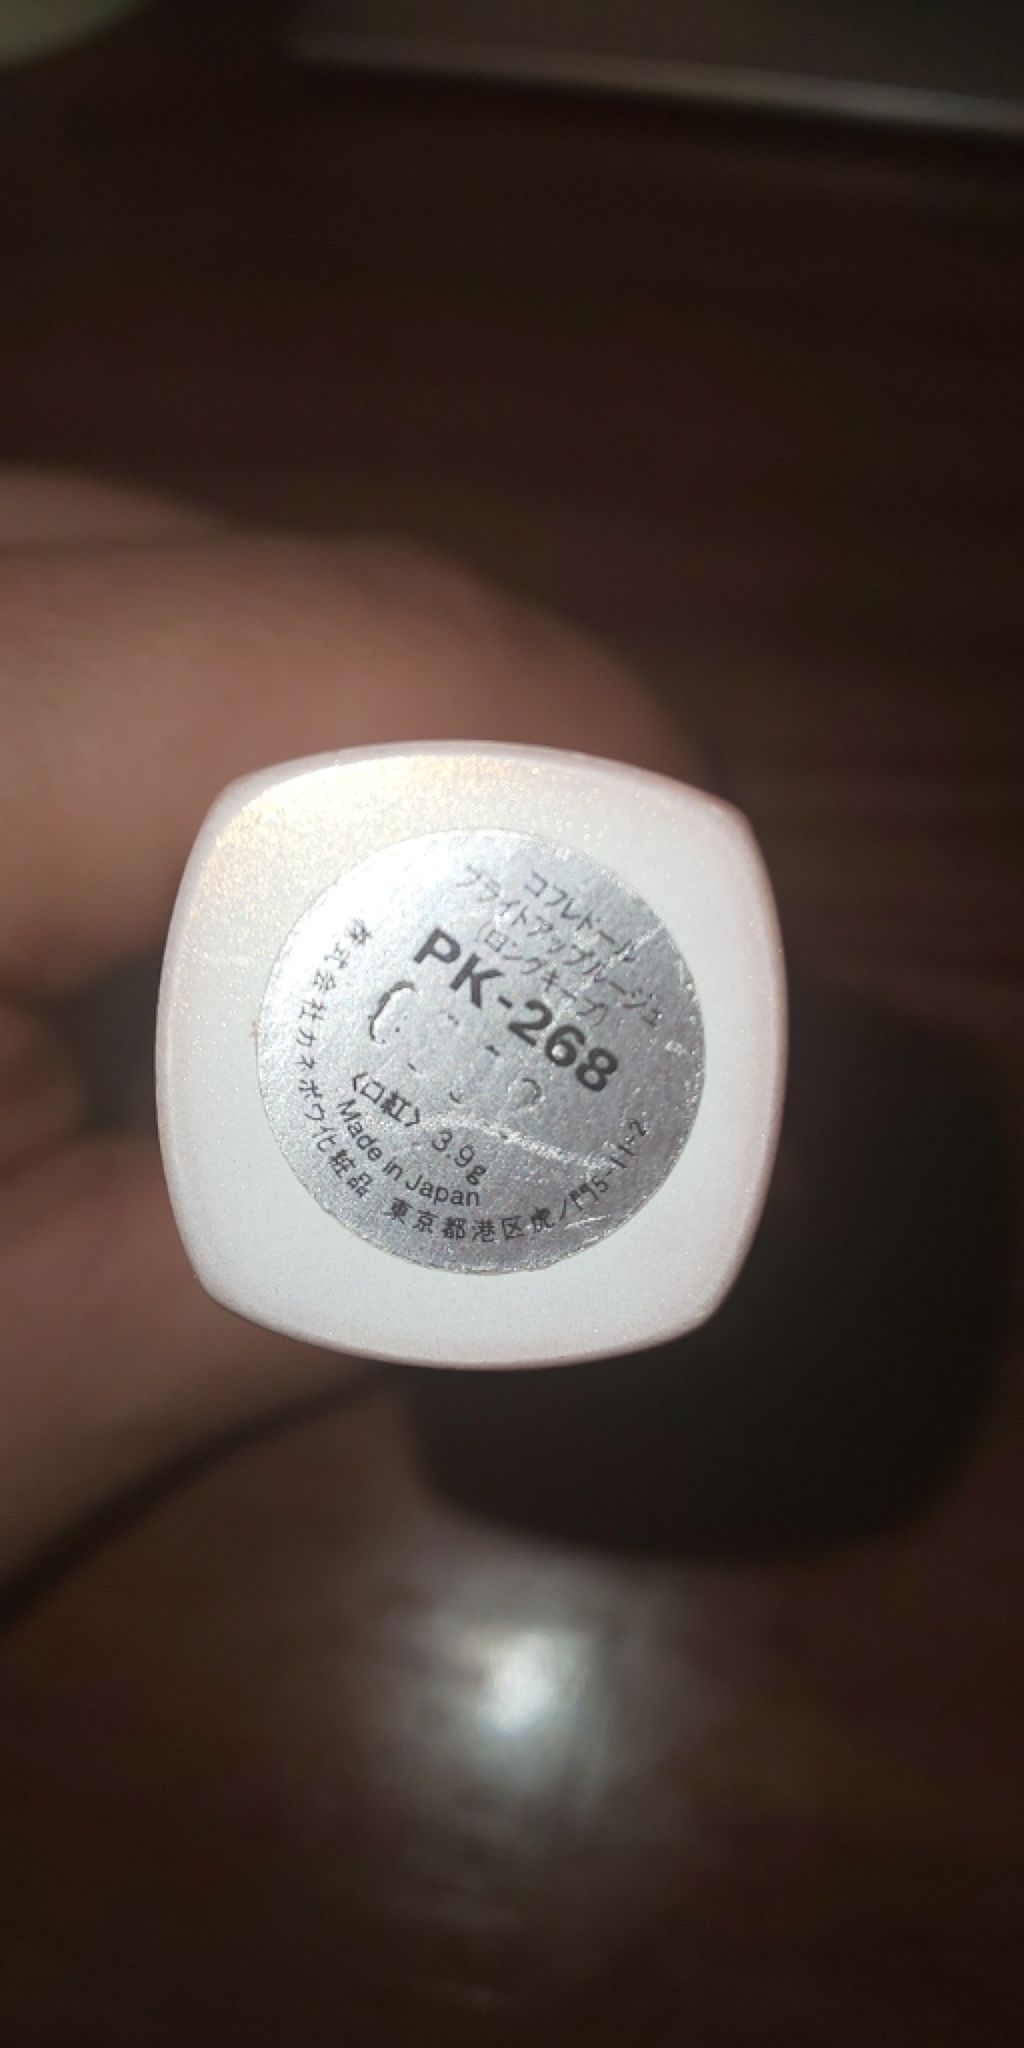 コフレドール
ブライトアップルージュ
(ロングキープ)
PK-268
〈口紅〉 3.9g
Made in Japan
株式会社カネボウ化粧品 東京都港区虎ノ門5-11-2